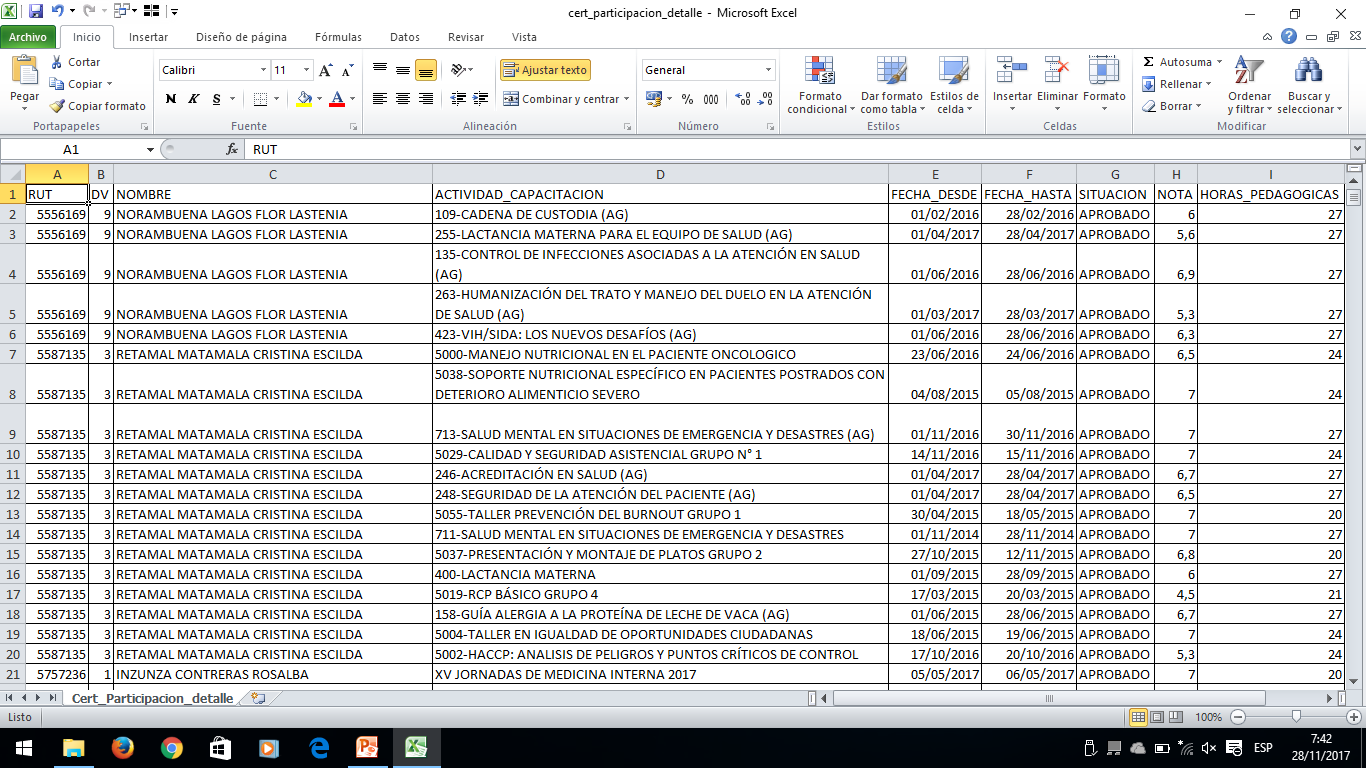 cert_participacion_detalle - Microsoft Excel
Archivo Inicio Insertar Diseño de página Fórmulas Datos Revisar Vista
Pegar
Cortar
Copiar
Copiar formato
Portapapeles
Calibri 11
N K S
Fuente
Ajustar texto
Combinar y centrar
Alineación
General
% 000
Número
Formato condicional
Dar formato como tabla
Estilos de celda
Estilos
Insertar Eliminar Formato
Celdas
Autosuma
Rellenar
Borrar
Ordenar y filtrar
Buscar y seleccionar
Modificar
A1 fx RUT
A B C D E F G H I
1 RUT DV NOMBRE ACTIVIDAD_CAPACITACION FECHA_DESDE FECHA_HASTA SITUACION NOTA HORAS_PEDAGOGICAS
2 5556169 9 NORAMBUENA LAGOS FLOR LASTENIA 109-CADENA DE CUSTODIA (AG) 01/02/2016 28/02/2016 APROBADO 6 27
3 5556169 9 NORAMBUENA LAGOS FLOR LASTENIA 255-LACTANCIA MATERNA PARA EL EQUIPO DE SALUD (AG) 01/04/2017 28/04/2017 APROBADO 5,6 27
135-CONTROL DE INFECCIONES ASOCIADAS A LA ATENCIÓN EN SALUD
4 5556169 9 NORAMBUENA LAGOS FLOR LASTENIA (AG) 01/06/2016 28/06/2016 APROBADO 6,9 27
263-HUMANIZACIÓN DEL TRATO Y MANEJO DEL DUELO EN LA ATENCIÓN
5 5556169 9 NORAMBUENA LAGOS FLOR LASTENIA DE SALUD (AG) 01/03/2017 28/03/2017 APROBADO 5,3 27
6 5556169 9 NORAMBUENA LAGOS FLOR LASTENIA 423-VIH/SIDA: LOS NUEVOS DESAFÍOS (AG) 01/06/2016 28/06/2016 APROBADO 6,3 27
7 5587135 3 RETAMAL MATAMALA CRISTINA ESCILDA 5000-MANEJO NUTRICIONAL EN EL PACIENTE ONCOLOGICO 23/06/2016 24/06/2016 APROBADO 6,5 24
5038-SOPORTE NUTRICIONAL ESPECÍFICO EN PACIENTES POSTRADOS CON
8 5587135 3 RETAMAL MATAMALA CRISTINA ESCILDA DETERIORO ALIMENTICIO SEVERO 04/08/2015 05/08/2015 APROBADO 7 24
9 5587135 3 RETAMAL MATAMALA CRISTINA ESCILDA 713-SALUD MENTAL EN SITUACIONES DE EMERGENCIA Y DESASTRES (AG) 01/11/2016 30/11/2016 APROBADO 7 27
10 5587135 3 RETAMAL MATAMALA CRISTINA ESCILDA 5029-CALIDAD Y SEGURIDAD ASISTENCIAL GRUPO N° 1 14/11/2016 15/11/2016 APROBADO 7 24
11 5587135 3 RETAMAL MATAMALA CRISTINA ESCILDA 246-ACREDITACIÓN EN SALUD (AG) 01/04/2017 28/04/2017 APROBADO 6,7 27
12 5587135 3 RETAMAL MATAMALA CRISTINA ESCILDA 248-SEGURIDAD DE LA ATENCIÓN DEL PACIENTE (AG) 01/04/2017 28/04/2017 APROBADO 6,5 27
13 5587135 3 RETAMAL MATAMALA CRISTINA ESCILDA 5055-TALLER PREVENCIÓN DEL BURNOUT GRUPO 1 30/04/2015 18/05/2015 APROBADO 7 20
14 5587135 3 RETAMAL MATAMALA CRISTINA ESCILDA 711-SALUD MENTAL EN SITUACIONES DE EMERGENCIA Y DESASTRES 01/11/2014 28/11/2014 APROBADO 7 27
15 5587135 3 RETAMAL MATAMALA CRISTINA ESCILDA 5037-PRESENTACIÓN Y MONTAJE DE PLATOS GRUPO 2 27/10/2015 12/11/2015 APROBADO 6,8 20
16 5587135 3 RETAMAL MATAMALA CRISTINA ESCILDA 400-LACTANCIA MATERNA 01/09/2015 28/09/2015 APROBADO 6 27
17 5587135 3 RETAMAL MATAMALA CRISTINA ESCILDA 5019-RCP BÁSICO GRUPO 4 17/03/2015 20/03/2015 APROBADO 4,5 21
18 5587135 3 RETAMAL MATAMALA CRISTINA ESCILDA 158-GUÍA ALERGIA A LA PROTEÍNA DE LECHE DE VACA (AG) 01/06/2015 28/06/2015 APROBADO 6,7 27
19 5587135 3 RETAMAL MATAMALA CRISTINA ESCILDA 5004-TALLER EN IGUALDAD DE OPORTUNIDADES CIUDADANAS 18/06/2015 19/06/2015 APROBADO 7 24
20 5587135 3 RETAMAL MATAMALA CRISTINA ESCILDA 5002-HACCP: ANALISIS DE PELIGROS Y PUNTOS CRÍTICOS DE CONTROL 17/10/2016 20/10/2016 APROBADO 5,3 24
21 5757236 1 INZUNZA CONTRERAS ROSALBA XV JORNADAS DE MEDICINA INTERNA 2017 05/05/2017 06/05/2017 APROBADO 7 20
Cert_Participacion_detalle
Listo 100%
ESP
7:42
28/11/2017